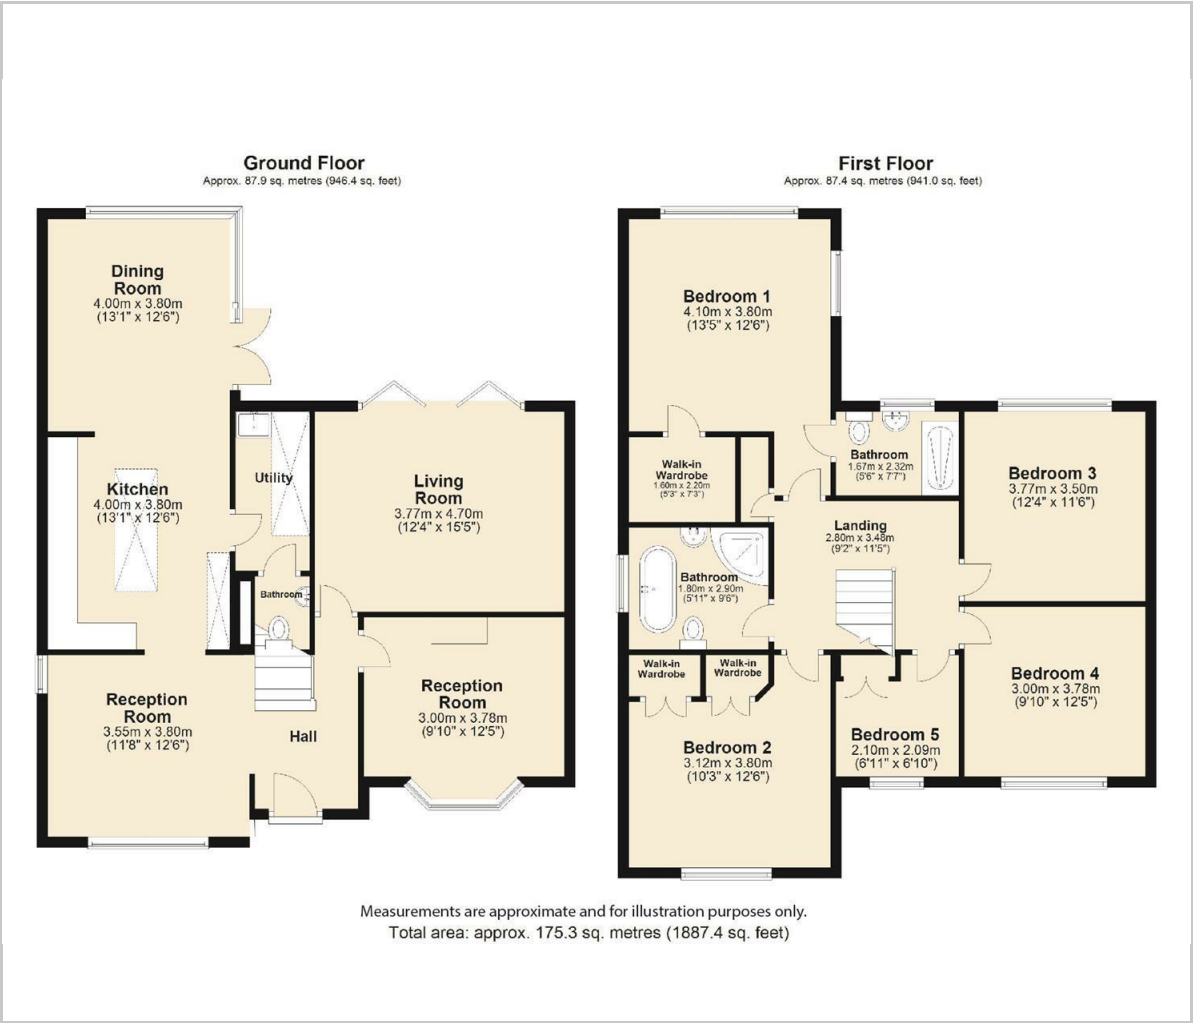 Ground Floor
Approx. 87.9 sq. metres (946.4 sq. feet)
Dining
Room
4.00m x 3.80m
(13'1" x 12'6")
Kitchen
4.00m x 3.80m
(13'1" x 12'6")
Utility
Living
Room
3.77m x 4.70m
(12'4" x 15'5")
Bathroom
Reception
Room
3.55m x 3.80m
(11'8" x 12'6")
Hall
Reception
Room
3.00m x 3.78m
(9'10" x 12'5")
First Floor
Approx. 87.4 sq. metres (941.0 sq. feet)
Bedroom 1
4.10m x 3.80m
(13'5" x 12'6")
Walk-in
Wardrobe
1.60m x 2.20m
(5'3" x 7'3")
Bathroom
1.67m x 2.32m
(5'6" x 7'7")
Bedroom 3
3.77m x 3.50m
(12'4" x 11'6")
Landing
2.80m x 3.48m
(9'2" x 11'5")
Bathroom
1.80m x 2.90m
(5'11" x 9'6")
Walk-in
Wardrobe
Walk-in
Wardrobe
Bedroom 4
3.00m x 3.78m
(9'10" x 12'5")
Bedroom 2
3.12m x 3.80m
(10'3" x 12'6")
Bedroom 5
2.10m x 2.09m
(6'11" x 6'10")
Measurements are approximate and for illustration purposes only.
Total area: approx. 175.3 sq. metres (1887.4 sq. feet)